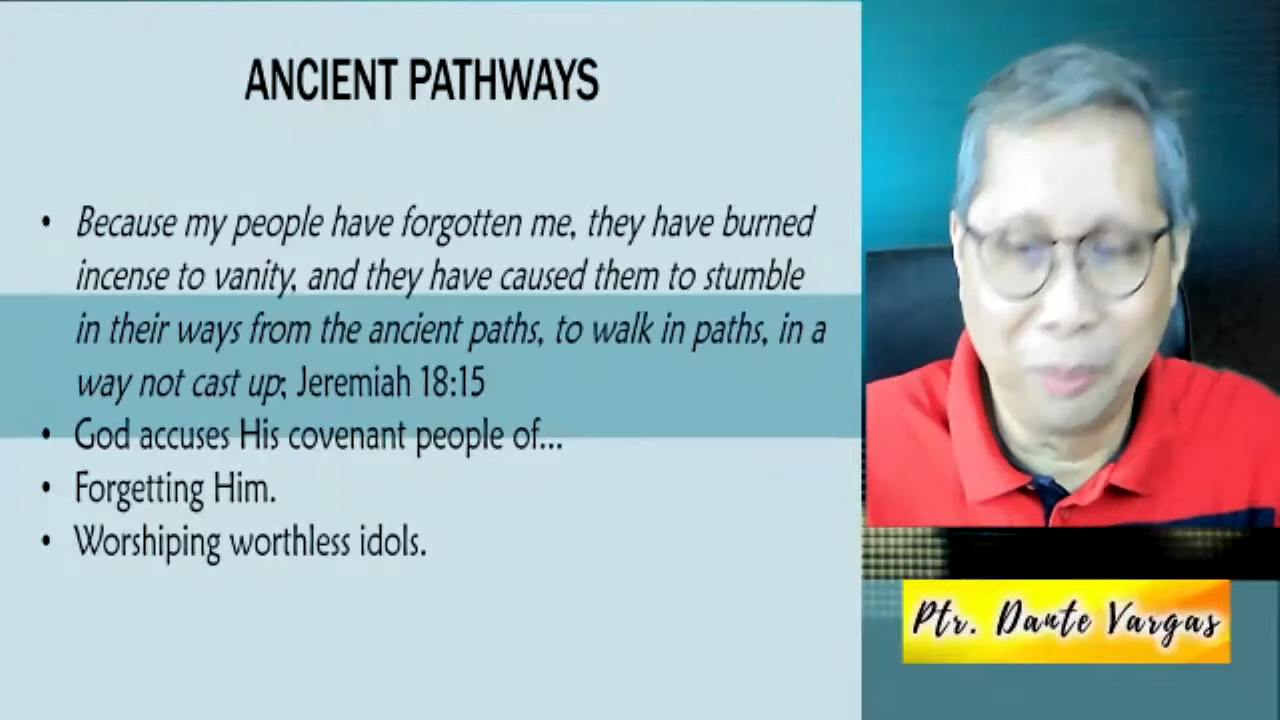 ANCIENT PATHWAYS
• Because my people have forgotten me, they have burned
incense to vanity, and they have caused them to stumble
in their ways from the ancient paths, to walk in paths, in a
way not cast up; Jeremiah 18:15
• God accuses His covenant people of...
• Forgetting Him.
• Worshiping worthless idols.
Ptr. Dante Vargas